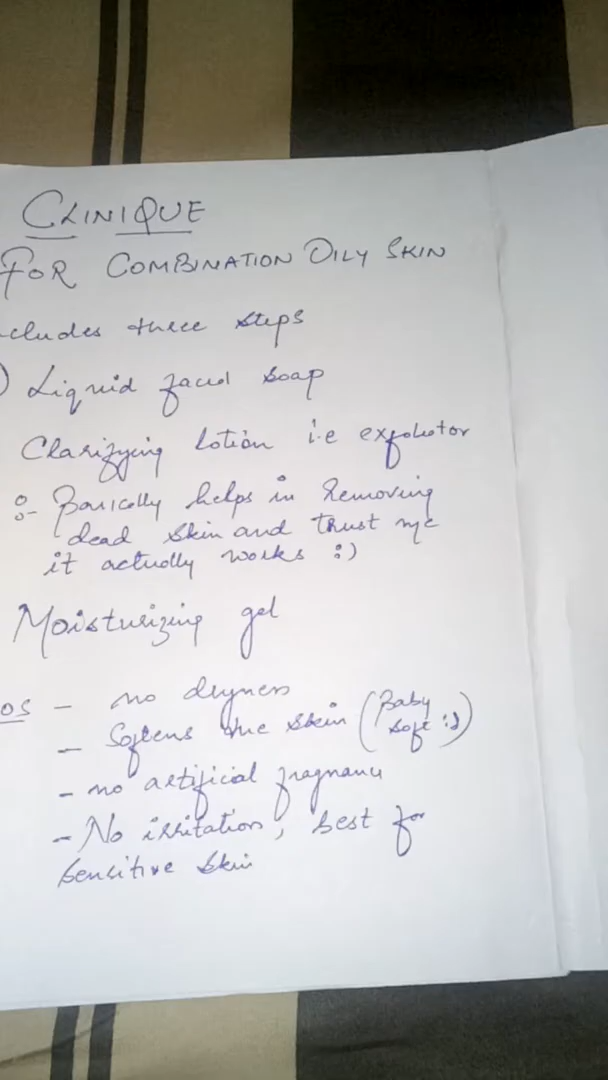 CLINIQUE
FOR COMBINATION OILY SKIN
cludes three steps
) Liquid facial soap
Clarifying lotion i.e exfoliator
:- Basically helps in removing
dead skin and trust me
it actually works :)
Moisturizing gel
os - no dryness
- Softens the skin (Baby
soft :))
- no artificial fragnance
- No irritation, best for
sensitive skin